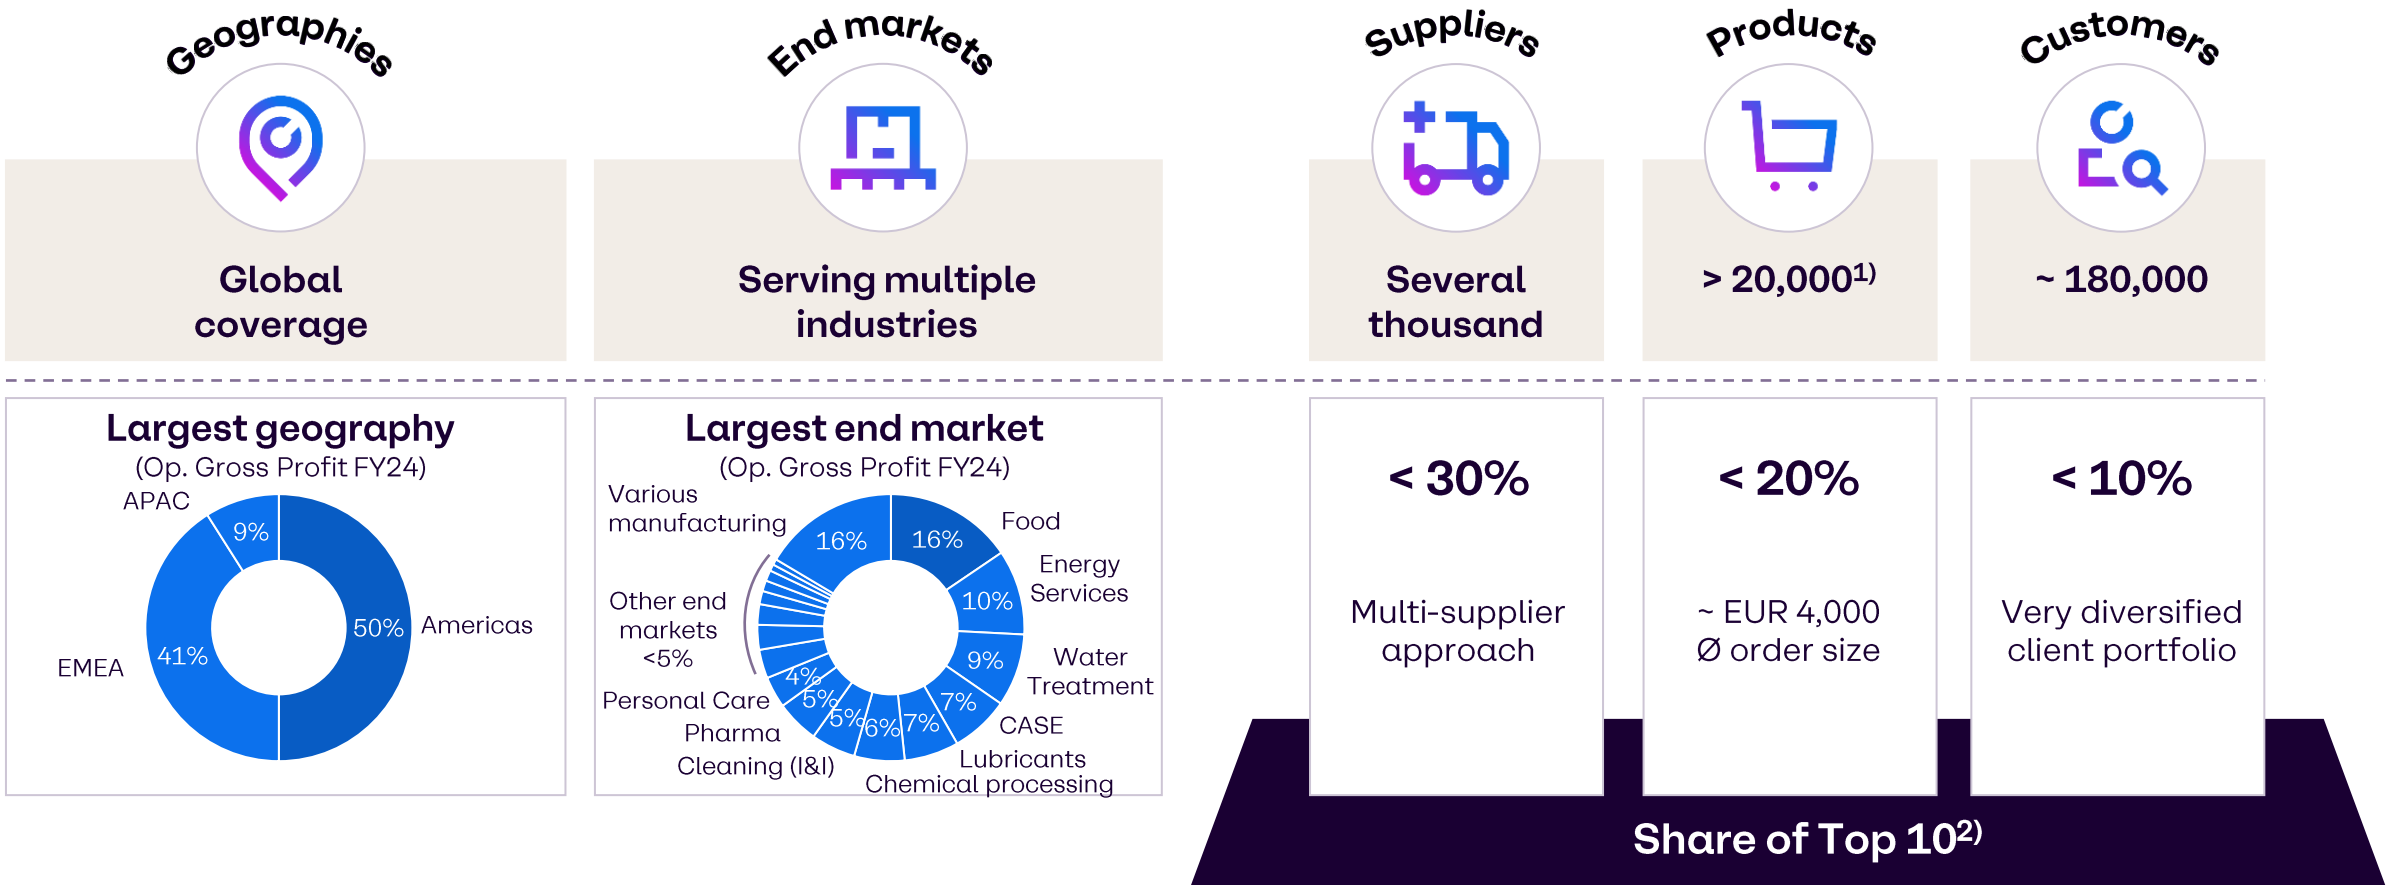 Geographies
End markets
Suppliers
Products
Customers
Global
coverage
Serving multiple
industries
Several
thousand
> 20,000¹⁾
~ 180,000
Largest geography
(Op. Gross Profit FY24)
APAC
9%
50%
Americas
41%
EMEA
Largest end market
(Op. Gross Profit FY24)
Various
manufacturing
16%
16%
Food
Energy
Services
10%
Other end
markets
<5%
9%
Water
Treatment
4%
Personal Care
5%
Pharma
5%
Cleaning (I&I)
6%
7%
7%
CASE
Lubricants
Chemical processing
< 30%
Multi-supplier
approach
< 20%
~ EUR 4,000
Ø order size
< 10%
Very diversified
client portfolio
Share of Top 10²⁾